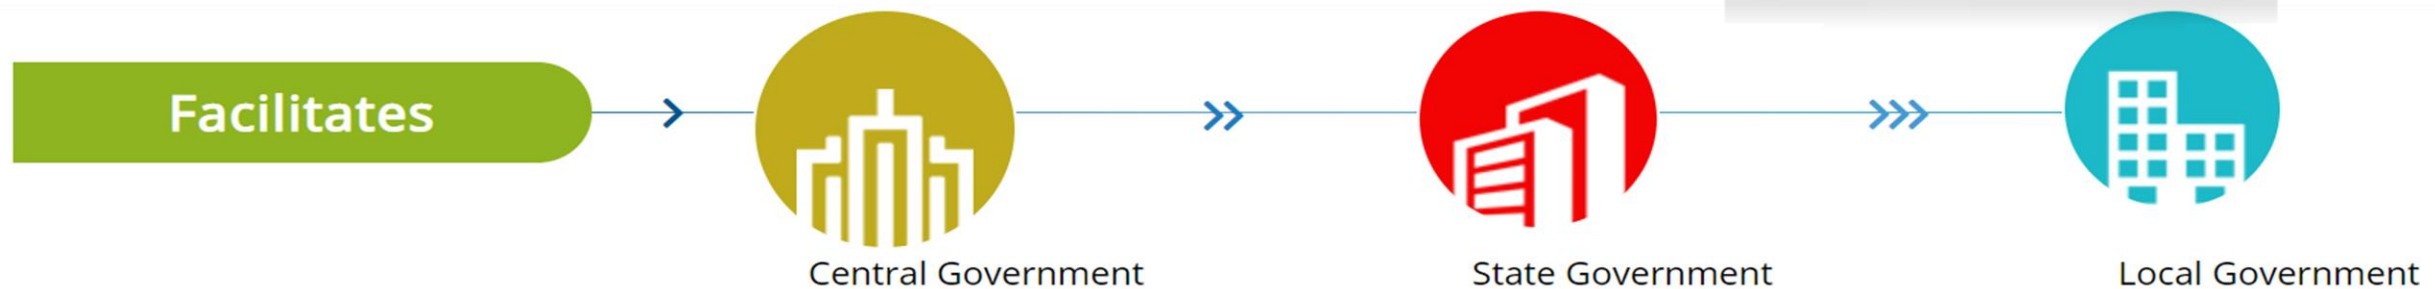 Facilitates
Central Government
State Government
Local Government